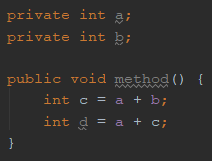 private int a;
private int b;
public void method() {
int c = a + b;
int d = a + c;
}